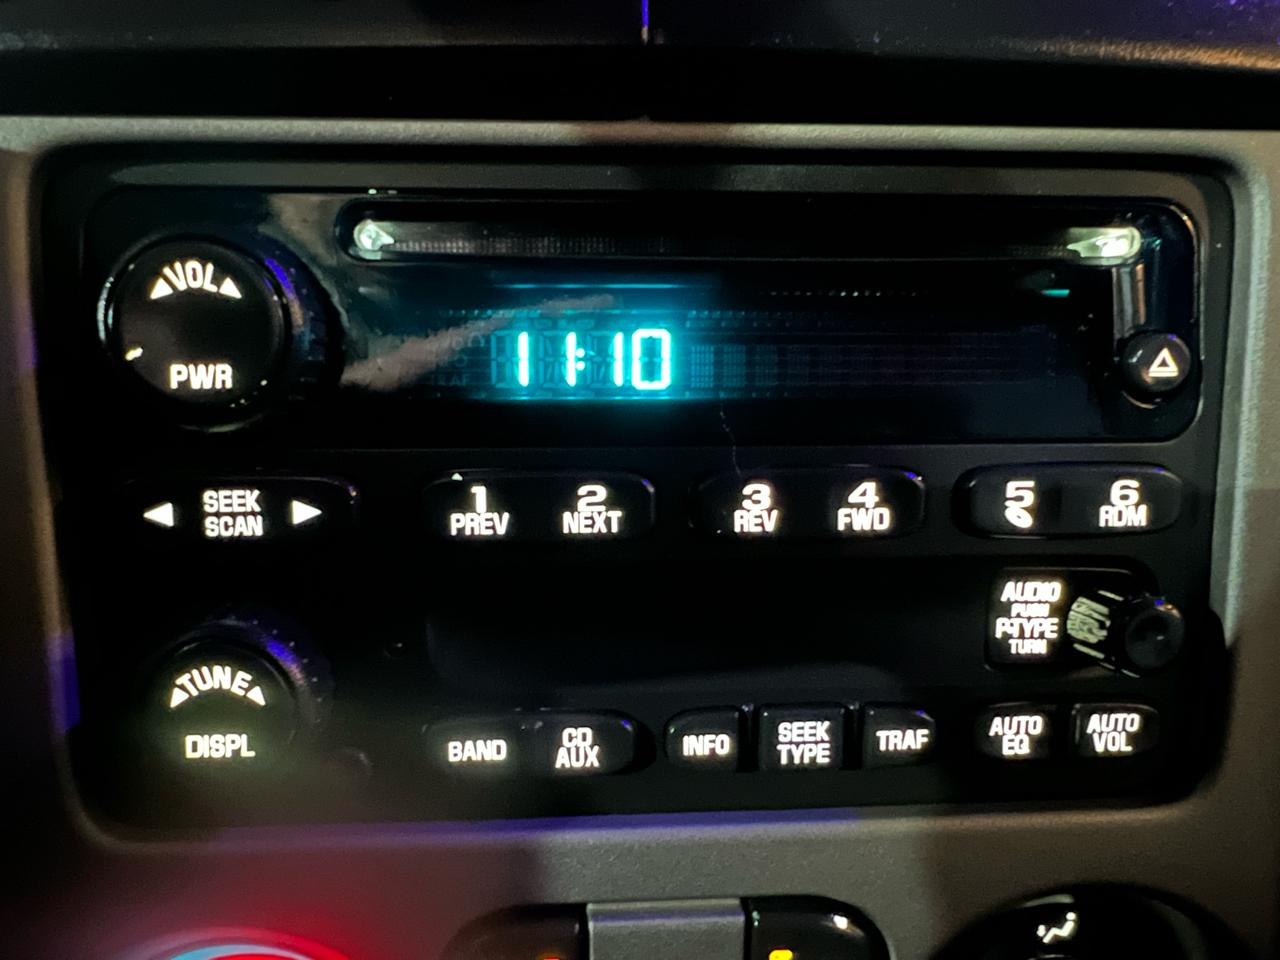 VOL
PWR
11:10
SEEK
SCAN
1
PREV
2
NEXT
3
REV
4
FWD
5
6
RDM
AUDIO
PUSH
P-TYPE
TURN
TUNE
DISPL
BAND
CD
AUX
INFO
SEEK
TYPE
TRAF
AUTO
EQ
AUTO
VOL